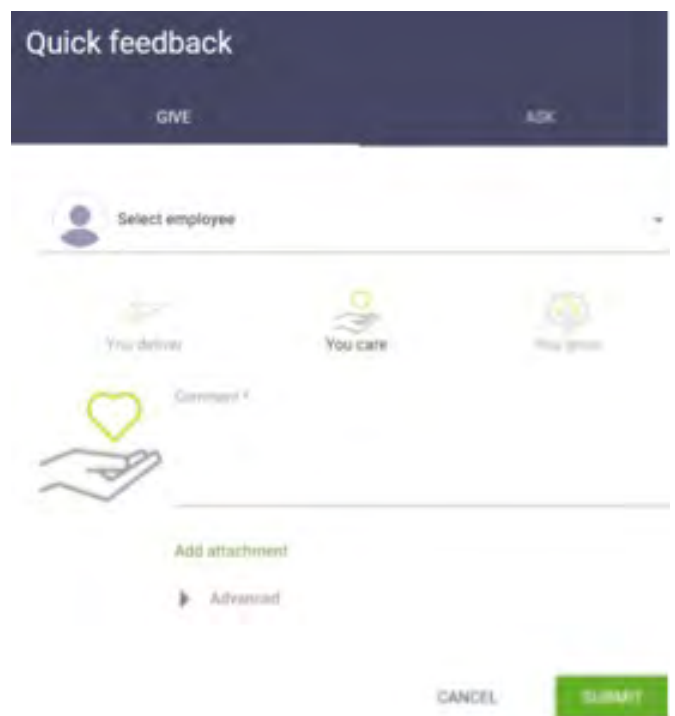 Quick feedback
GIVE ASK
Select employee
You deliver You care You grow
Comment *
Add attachment
Advanced
CANCEL SUBMIT